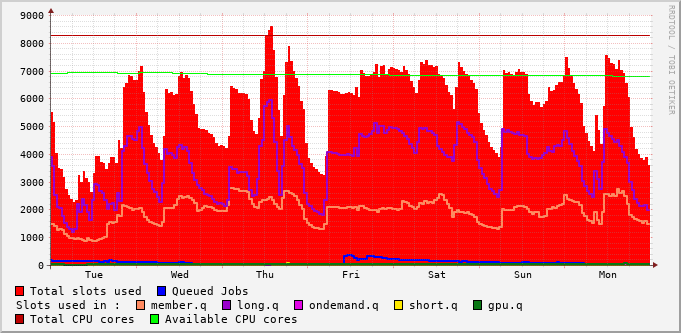 9000
8000
7000
6000
5000
4000
3000
2000
1000
0
Tue Wed Thu Fri Sat Sun Mon
RRDTOOL / TOBI OETIKER
Total slots used Queued Jobs
Slots used in : member.q long.q ondemand.q short.q gpu.q
Total CPU cores Available CPU cores